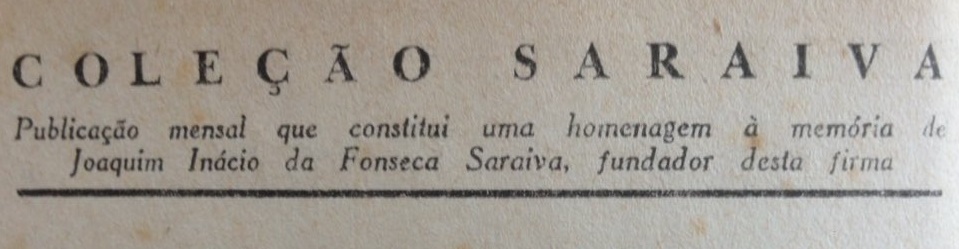 COLEÇÃO SARAIVA
Publicação mensal que constitui uma homenagem à memória de
Joaquim Inácio da Fonseca Saraiva, fundador desta firma